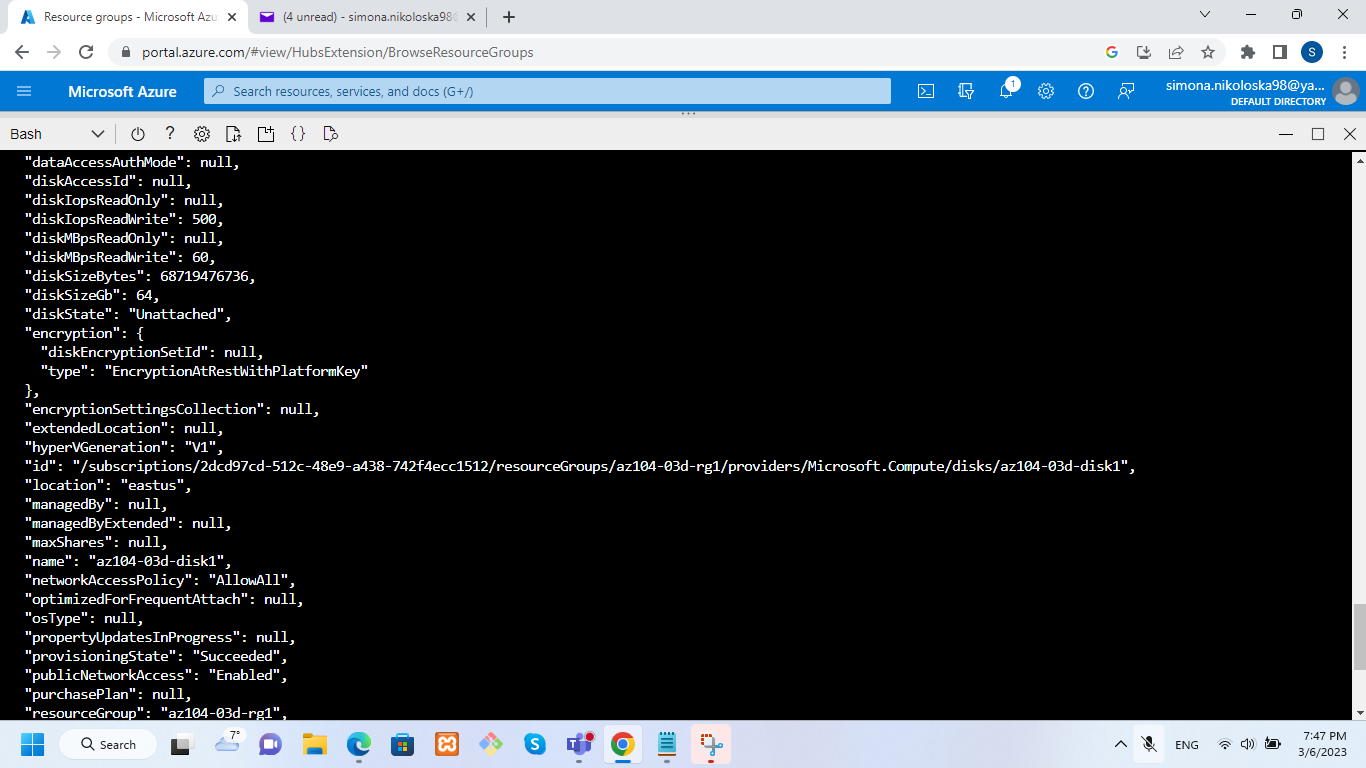 Resource groups - Microsoft Azu
(4 unread) - simona.nikoloska98@
portal.azure.com/#view/HubsExtension/BrowseResourceGroups
S
Microsoft Azure
Search resources, services, and docs (G+/)
1
simona.nikoloska98@ya...
DEFAULT DIRECTORY
Bash
"dataAccessAuthMode": null,
"diskAccessId": null,
"diskIopsReadOnly": null,
"diskIopsReadWrite": 500,
"diskMBpsReadOnly": null,
"diskMBpsReadWrite": 60,
"diskSizeBytes": 68719476736,
"diskSizeGb": 64,
"diskState": "Unattached",
"encryption": {
"diskEncryptionSetId": null,
"type": "EncryptionAtRestWithPlatformKey"
},
"encryptionSettingsCollection": null,
"extendedLocation": null,
"hyperVGeneration": "V1",
"id": "/subscriptions/2dcd97cd-512c-48e9-a438-742f4ecc1512/resourceGroups/az104-03d-rg1/providers/Microsoft.Compute/disks/az104-03d-disk1",
"location": "eastus",
"managedBy": null,
"managedByExtended": null,
"maxShares": null,
"name": "az104-03d-disk1",
"networkAccessPolicy": "AllowAll",
"optimizedForFrequentAttach": null,
"osType": null,
"propertyUpdatesInProgress": null,
"provisioningState": "Succeeded",
"publicNetworkAccess": "Enabled",
"purchasePlan": null,
"resourceGroup": "az104-03d-rg1",
Search
7°
ENG
7:47 PM
3/6/2023